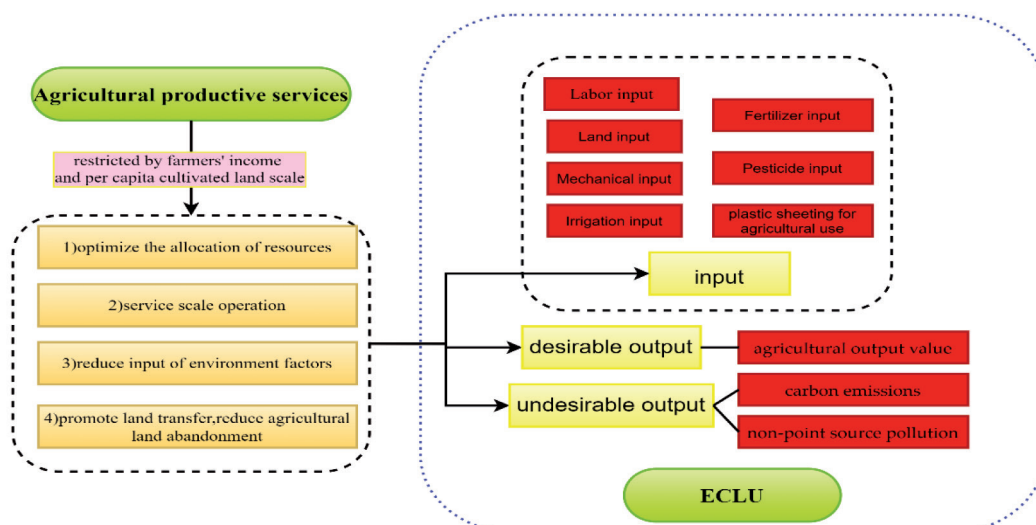 Agricultural productive services
restricted by farmers' income
and per capita cultivated land scale
1)optimize the allocation of resources
2)service scale operation
3)reduce input of environment factors
4)promote land transfer,reduce agricultural
land abandonment
Labor input
Land input
Mechanical input
Irrigation input
Fertilizer input
Pesticide input
plastic sheeting for
agricultural use
input
desirable output
agricultural output value
undesirable output
carbon emissions
non-point source pollution
ECLU